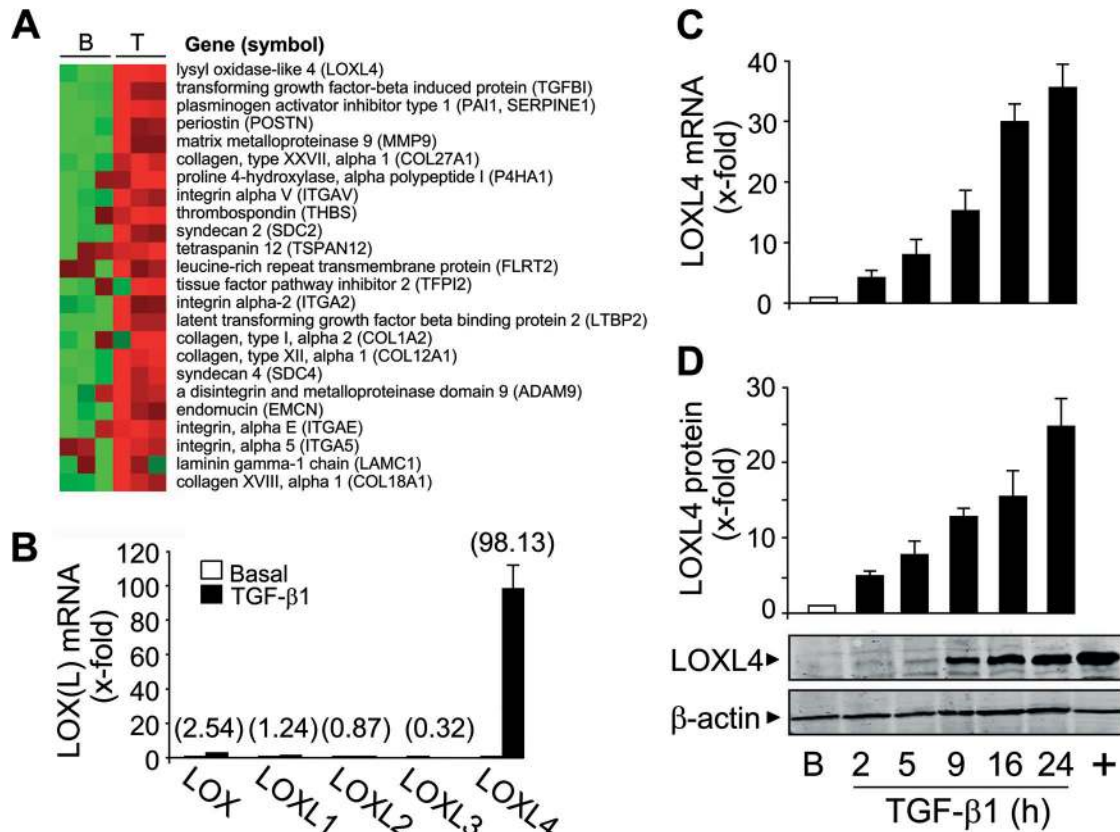 A
B T Gene (symbol)
lysyl oxidase-like 4 (LOXL4)
transforming growth factor-beta induced protein (TGFBI)
plasminogen activator inhibitor type 1 (PAI1, SERPINE1)
periostin (POSTN)
matrix metalloproteinase 9 (MMP9)
collagen, type XXVII, alpha 1 (COL27A1)
proline 4-hydroxylase, alpha polypeptide I (P4HA1)
integrin alpha V (ITGAV)
thrombospondin (THBS)
syndecan 2 (SDC2)
tetraspanin 12 (TSPAN12)
leucine-rich repeat transmembrane protein (FLRT2)
tissue factor pathway inhibitor 2 (TFPI2)
integrin alpha-2 (ITGA2)
latent transforming growth factor beta binding protein 2 (LTBP2)
collagen, type I, alpha 2 (COL1A2)
collagen, type XII, alpha 1 (COL12A1)
syndecan 4 (SDC4)
a disintegrin and metalloproteinase domain 9 (ADAM9)
endomucin (EMCN)
integrin, alpha E (ITGAE)
integrin, alpha 5 (ITGA5)
laminin gamma-1 chain (LAMC1)
collagen XVIII, alpha 1 (COL18A1)
B
LOX(L) mRNA
(x-fold)
120
100
80
60
40
20
0
Basal
TGF-β1
(2.54) (1.24) (0.87) (0.32) (98.13)
LOX LOXL1 LOXL2 LOXL3 LOXL4
C
LOXL4 mRNA
(x-fold)
40
30
20
10
0
D
LOXL4 protein
(x-fold)
30
20
10
0
LOXL4
β-actin
B 2 5 9 16 24 +
TGF-β1 (h)